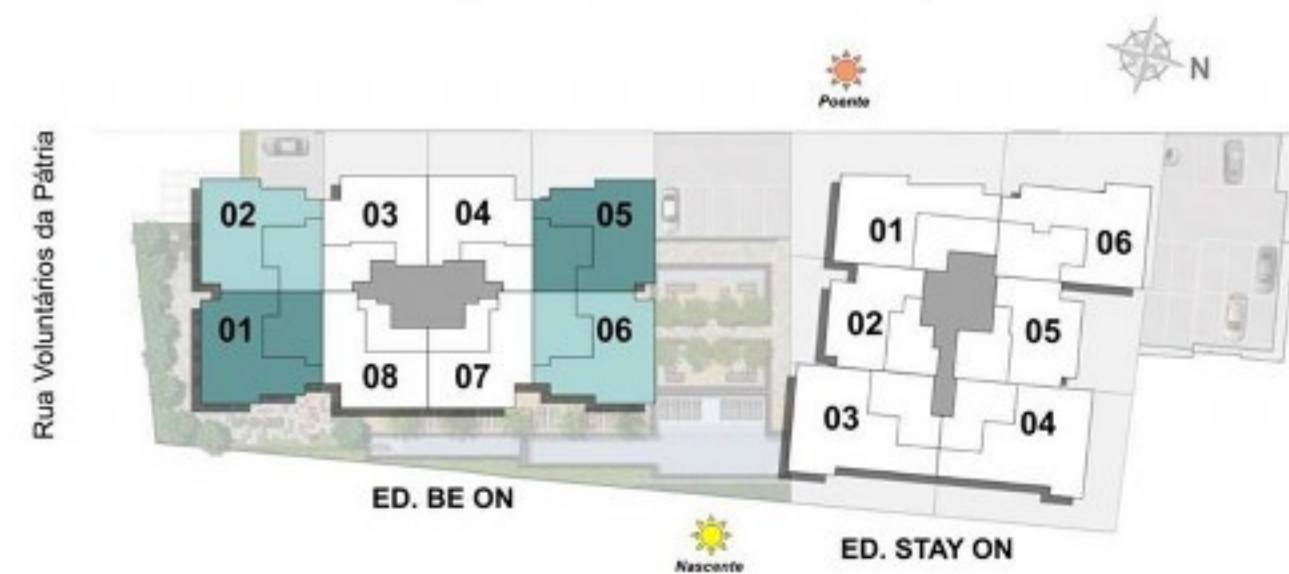 N
Poente
Rua Voluntários da Pátria
02
03
04
05
01
06
08
07
01
06
02
05
03
04
ED. BE ON
Nascente
ED. STAY ON